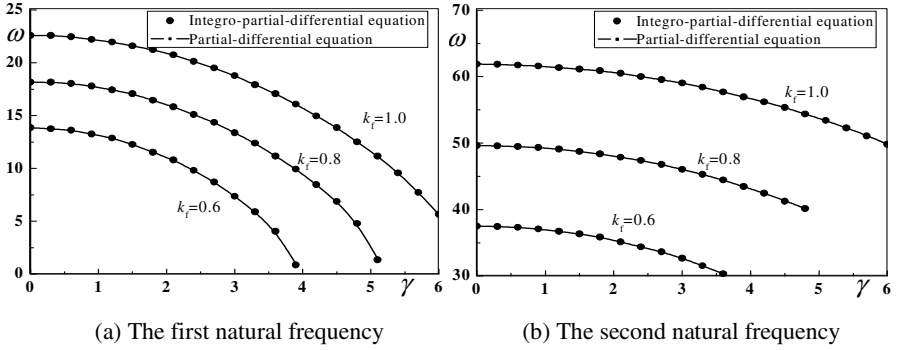 25
ω
20
15
10
5
0
Integro-partial-differential equation
Partial-differential equation
k_f=1.0
k_f=0.8
k_f=0.6
0 1 2 3 4 5 γ 6
(a) The first natural frequency
70
ω
60
50
40
30
Integro-partial-differential equation
Partial-differential equation
k_f=1.0
k_f=0.8
k_f=0.6
0 1 2 3 4 5 γ 6
(b) The second natural frequency